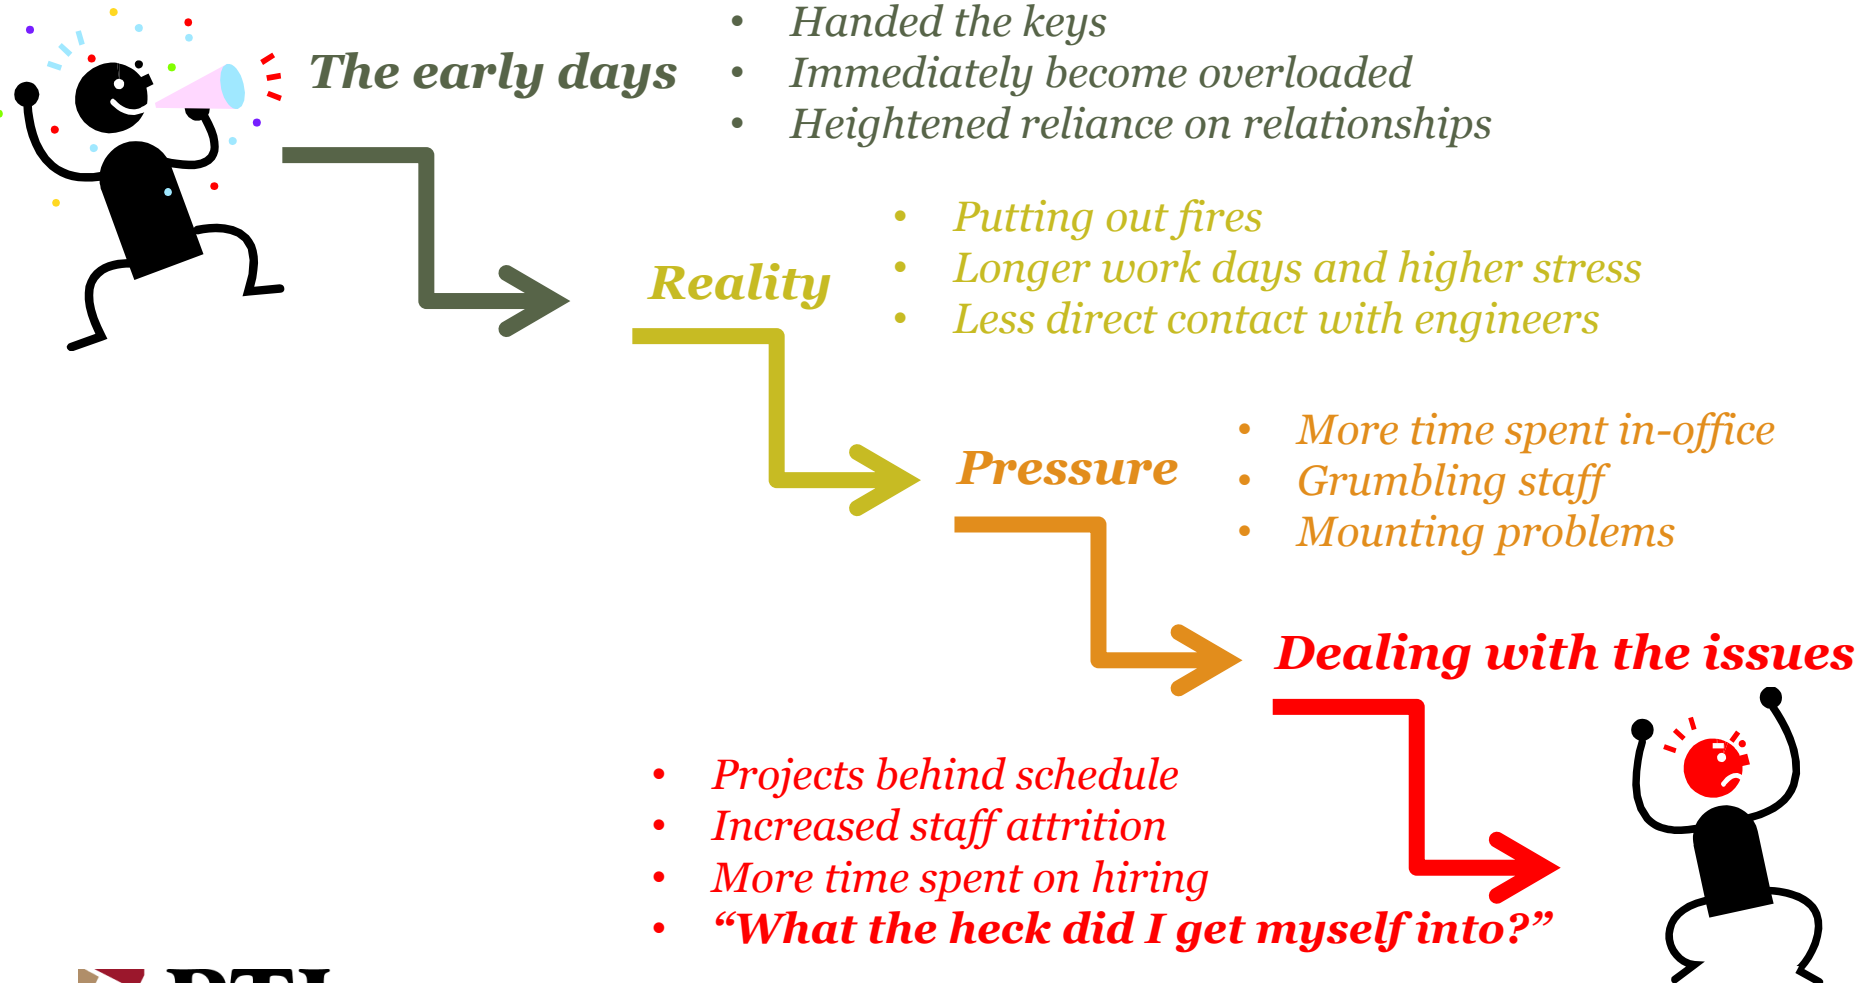 The early days
• Handed the keys
• Immediately become overloaded
• Heightened reliance on relationships
Reality
• Putting out fires
• Longer work days and higher stress
• Less direct contact with engineers
Pressure
• More time spent in-office
• Grumbling staff
• Mounting problems
Dealing with the issues
• Projects behind schedule
• Increased staff attrition
• More time spent on hiring
• “What the heck did I get myself into?”